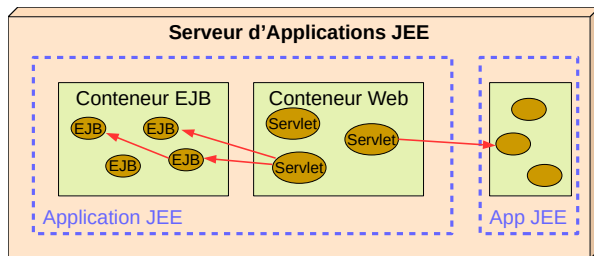 Serveur d'Applications JEE
Conteneur EJB
Conteneur Web
EJB
EJB
EJB
EJB
Servlet
Servlet
Servlet
Application JEE
App JEE